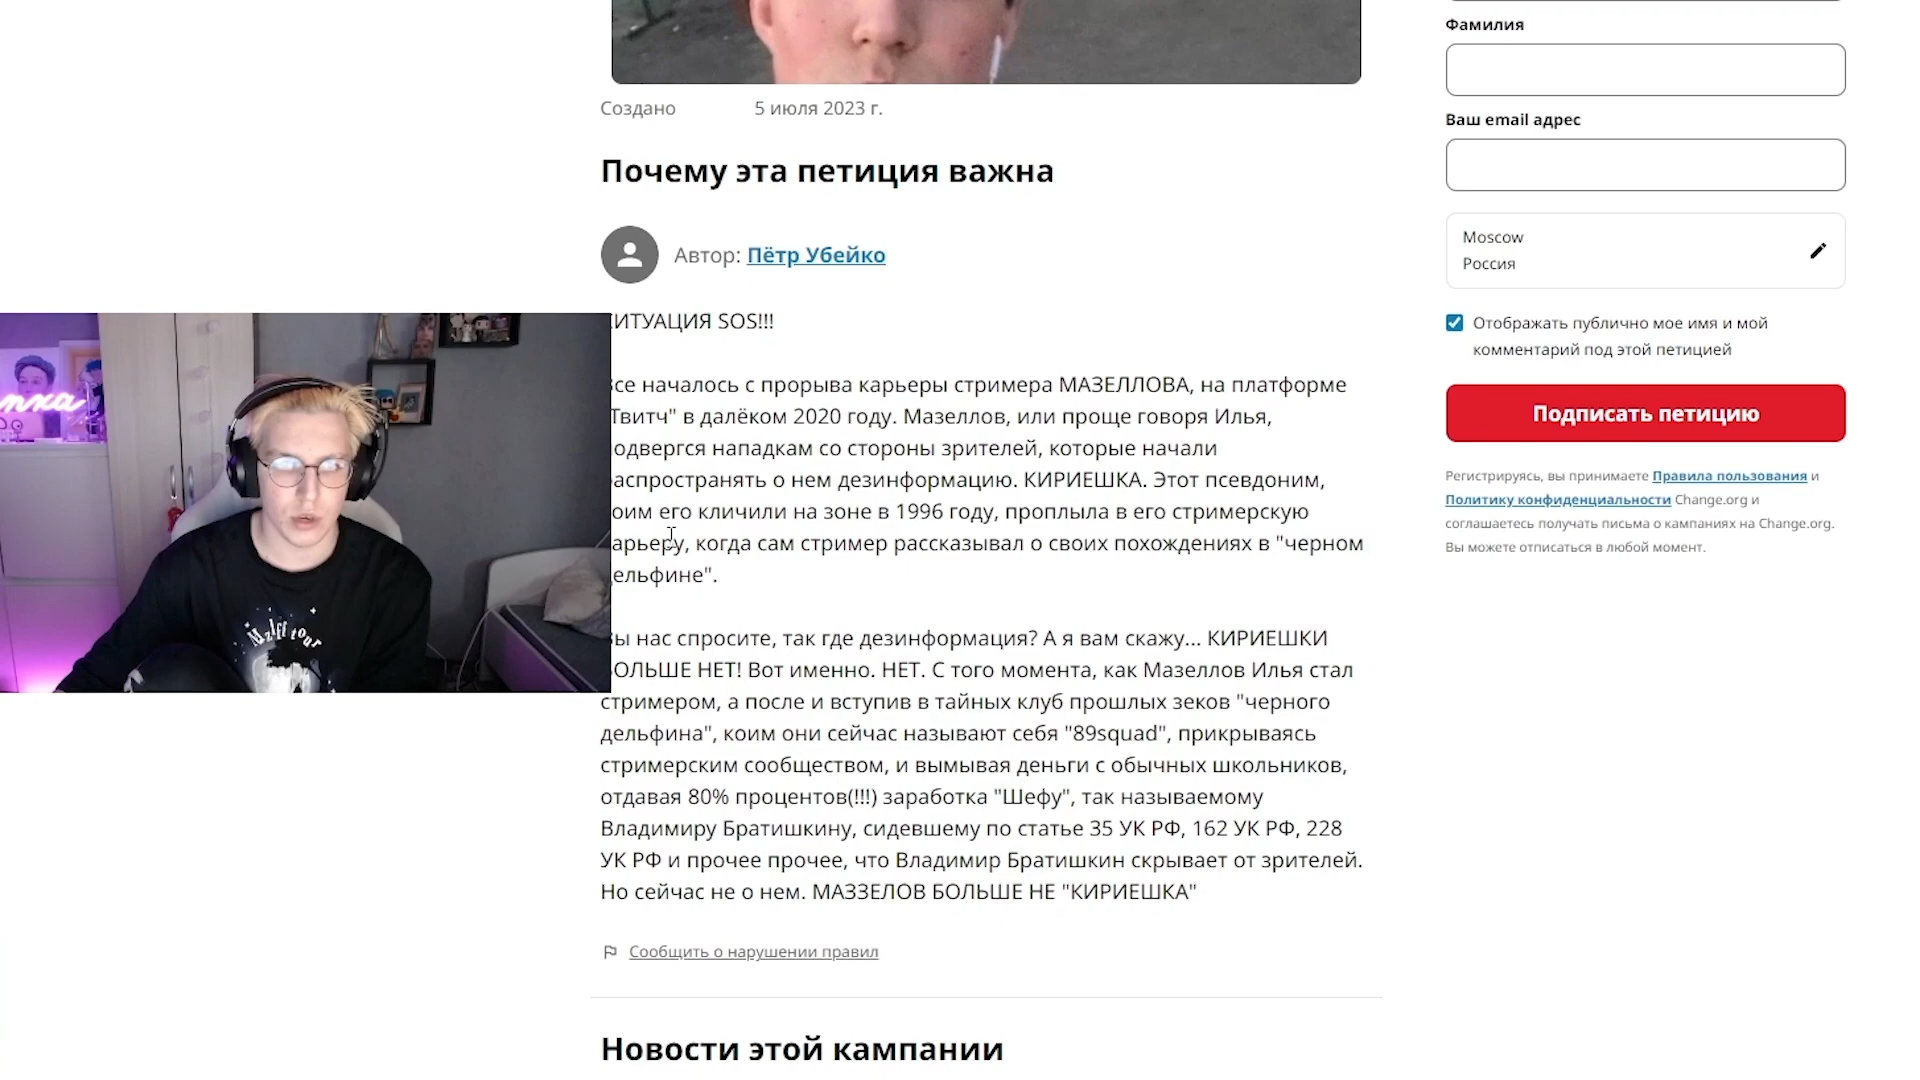 Фамилия
Создано 5 июля 2023 г.
Ваш email адрес
Почему эта петиция важна
Moscow
Россия
Автор: Пётр Убейко
ИТУАЦИЯ SOS!!!
Отображать публично мое имя и мой
комментарий под этой петицией
Подписать петицию
се началось с прорыва карьеры стримера МАЗЕЛЛОВА, на платформе
Твитч" в далёком 2020 году. Мазеллов, или проще говоря Илья,
одвергся нападкам со стороны зрителей, которые начали
аспространять о нем дезинформацию. КИРИЕШКА. Этот псевдоним,
оим его кличили на зоне в 1996 году, проплыла в его стримерскую
арьеру, когда сам стример рассказывал о своих похождениях в "черном
ельфине".
Регистрируясь, вы принимаете Правила пользования и
Политику конфиденциальности Change.org и
соглашаетесь получать письма о кампаниях на Change.org.
Вы можете отписаться в любой момент.
ы нас спросите, так где дезинформация? А я вам скажу... КИРИЕШКИ
ОЛЬШЕ НЕТ! Вот именно. НЕТ. С того момента, как Мазеллов Илья стал
стримером, а после и вступив в тайных клуб прошлых зеков "черного
дельфина", коим они сейчас называют себя "89squad", прикрываясь
стримерским сообществом, и вымывая деньги с обычных школьников,
отдавая 80% процентов(!!!) заработка "Шефу", так называемому
Владимиру Братишкину, сидевшему по статье 35 УК РФ, 162 УК РФ, 228
УК РФ и прочее прочее, что Владимир Братишкин скрывает от зрителей.
Но сейчас не о нем. МАЗЗЕЛОВ БОЛЬШЕ НЕ "КИРИЕШКА"
Сообщить о нарушении правил
Новости этой кампании
Mzlff tour